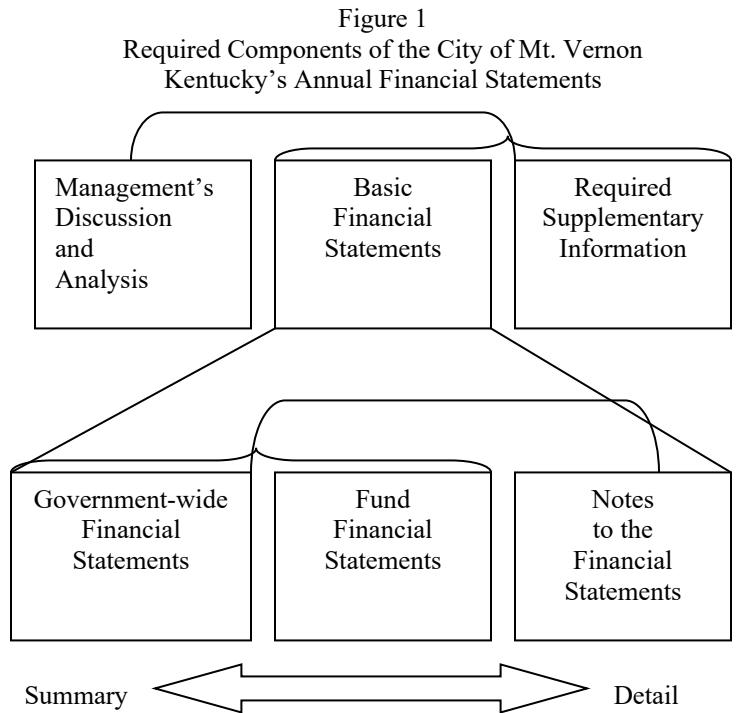 Figure 1
Required Components of the City of Mt. Vernon
Kentucky’s Annual Financial Statements
Management’s
Discussion
and
Analysis
Basic
Financial
Statements
Required
Supplementary
Information
Government-wide
Financial
Statements
Fund
Financial
Statements
Notes
to the
Financial
Statements
Summary
Detail